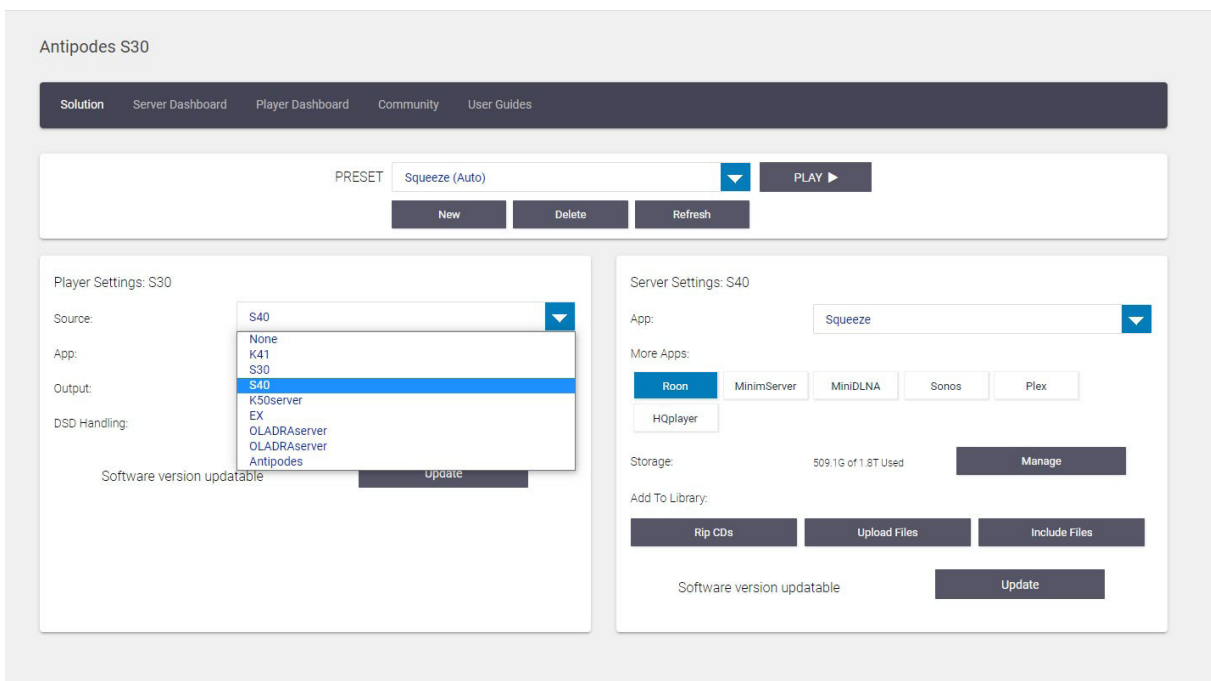 Antipodes S30
Solution Server Dashboard Player Dashboard Community User Guides
PRESET Squeeze (Auto) PLAY ▶
New Delete Refresh
Player Settings: S30
Source: S40
None
App: K41
S30
Output: S40
K50server
EX
DSD Handling: OLADRAserver
OLADRAserver
Antipodes
Software version updatable Update
Server Settings: S40
App: Squeeze
More Apps:
Roon MinimServer MiniDLNA Sonos Plex
HQplayer
Storage: 509.1G of 1.8T Used Manage
Add To Library:
Rip CDs Upload Files Include Files
Software version updatable Update